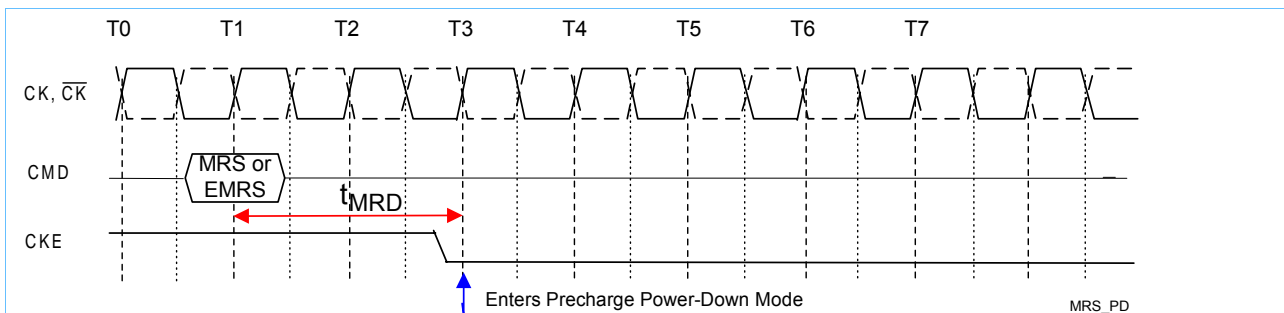 T0 T1 T2 T3 T4 T5 T6 T7
CK, C̅K̅
CMD
MRS or
EMRS
tMRD
CKE
Enters Precharge Power-Down Mode
MRS_PD